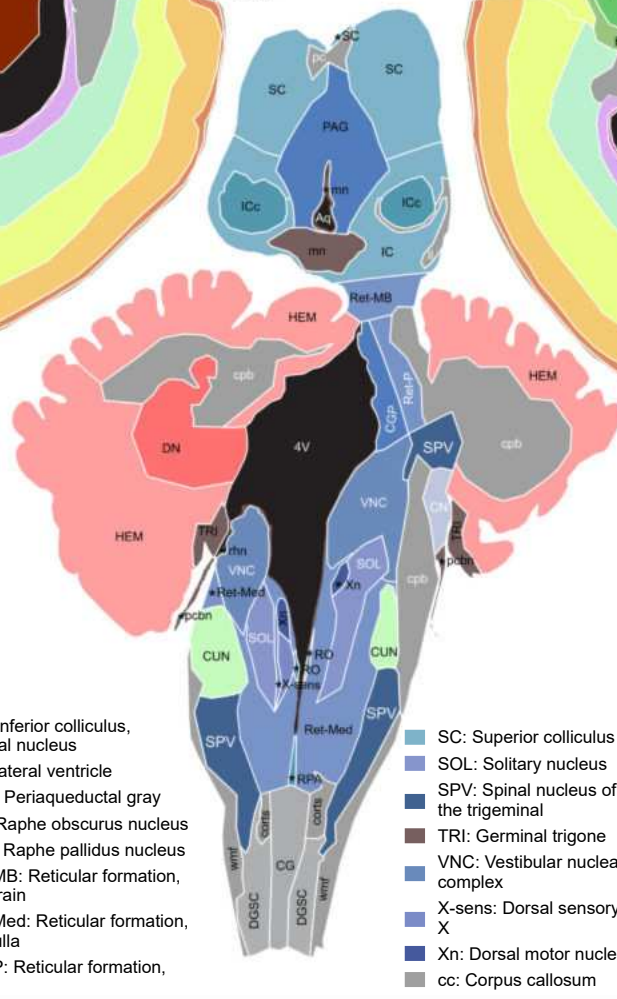 ★SC
pc
SC
SC
PAG
★mn
ICc
ICc
Aq
mn
IC
Ret-MB
HEM
cpb
HEM
Ret-P
CGP
DN
4V
SPV
cpb
VNC
CN
HEM
TRI
TRI
★rhn
VNC
SOL
★pcbn
★Xn
cpb
★Ret-Med
★pcbn
Xn
SOL
CUN
★RO
CUN
★RO
★X-sens
SPV
Ret-Med
SPV
★RPA
corts
corts
wmf
CG
wmf
DGSC
DGSC
nferior colliculus,
al nucleus
ateral ventricle
Periaqueductal gray
Raphe obscurus nucleus
Raphe pallidus nucleus
MB: Reticular formation,
rain
Med: Reticular formation,
ulla
P: Reticular formation,
SC: Superior colliculus
SOL: Solitary nucleus
SPV: Spinal nucleus of
the trigeminal
TRI: Germinal trigone
VNC: Vestibular nuclea
complex
X-sens: Dorsal sensory
X
Xn: Dorsal motor nucle
cc: Corpus callosum